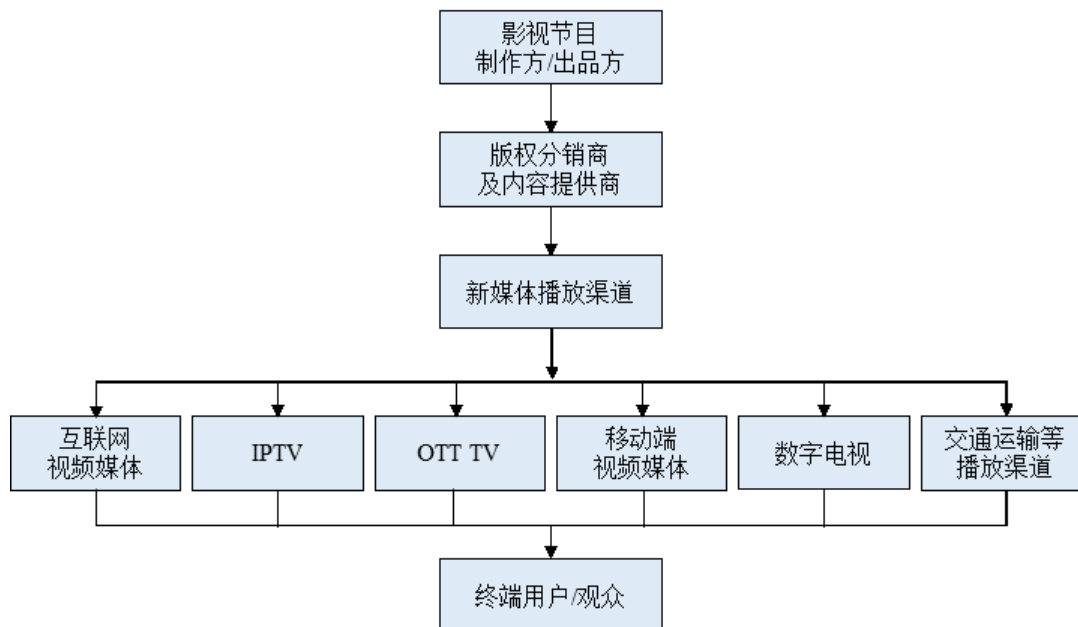 影视节目
制作方/出品方
版权分销商
及内容提供商
新媒体播放渠道
互联网
视频媒体
IPTV
OTT TV
移动端
视频媒体
数字电视
交通运输等
播放渠道
终端用户/观众